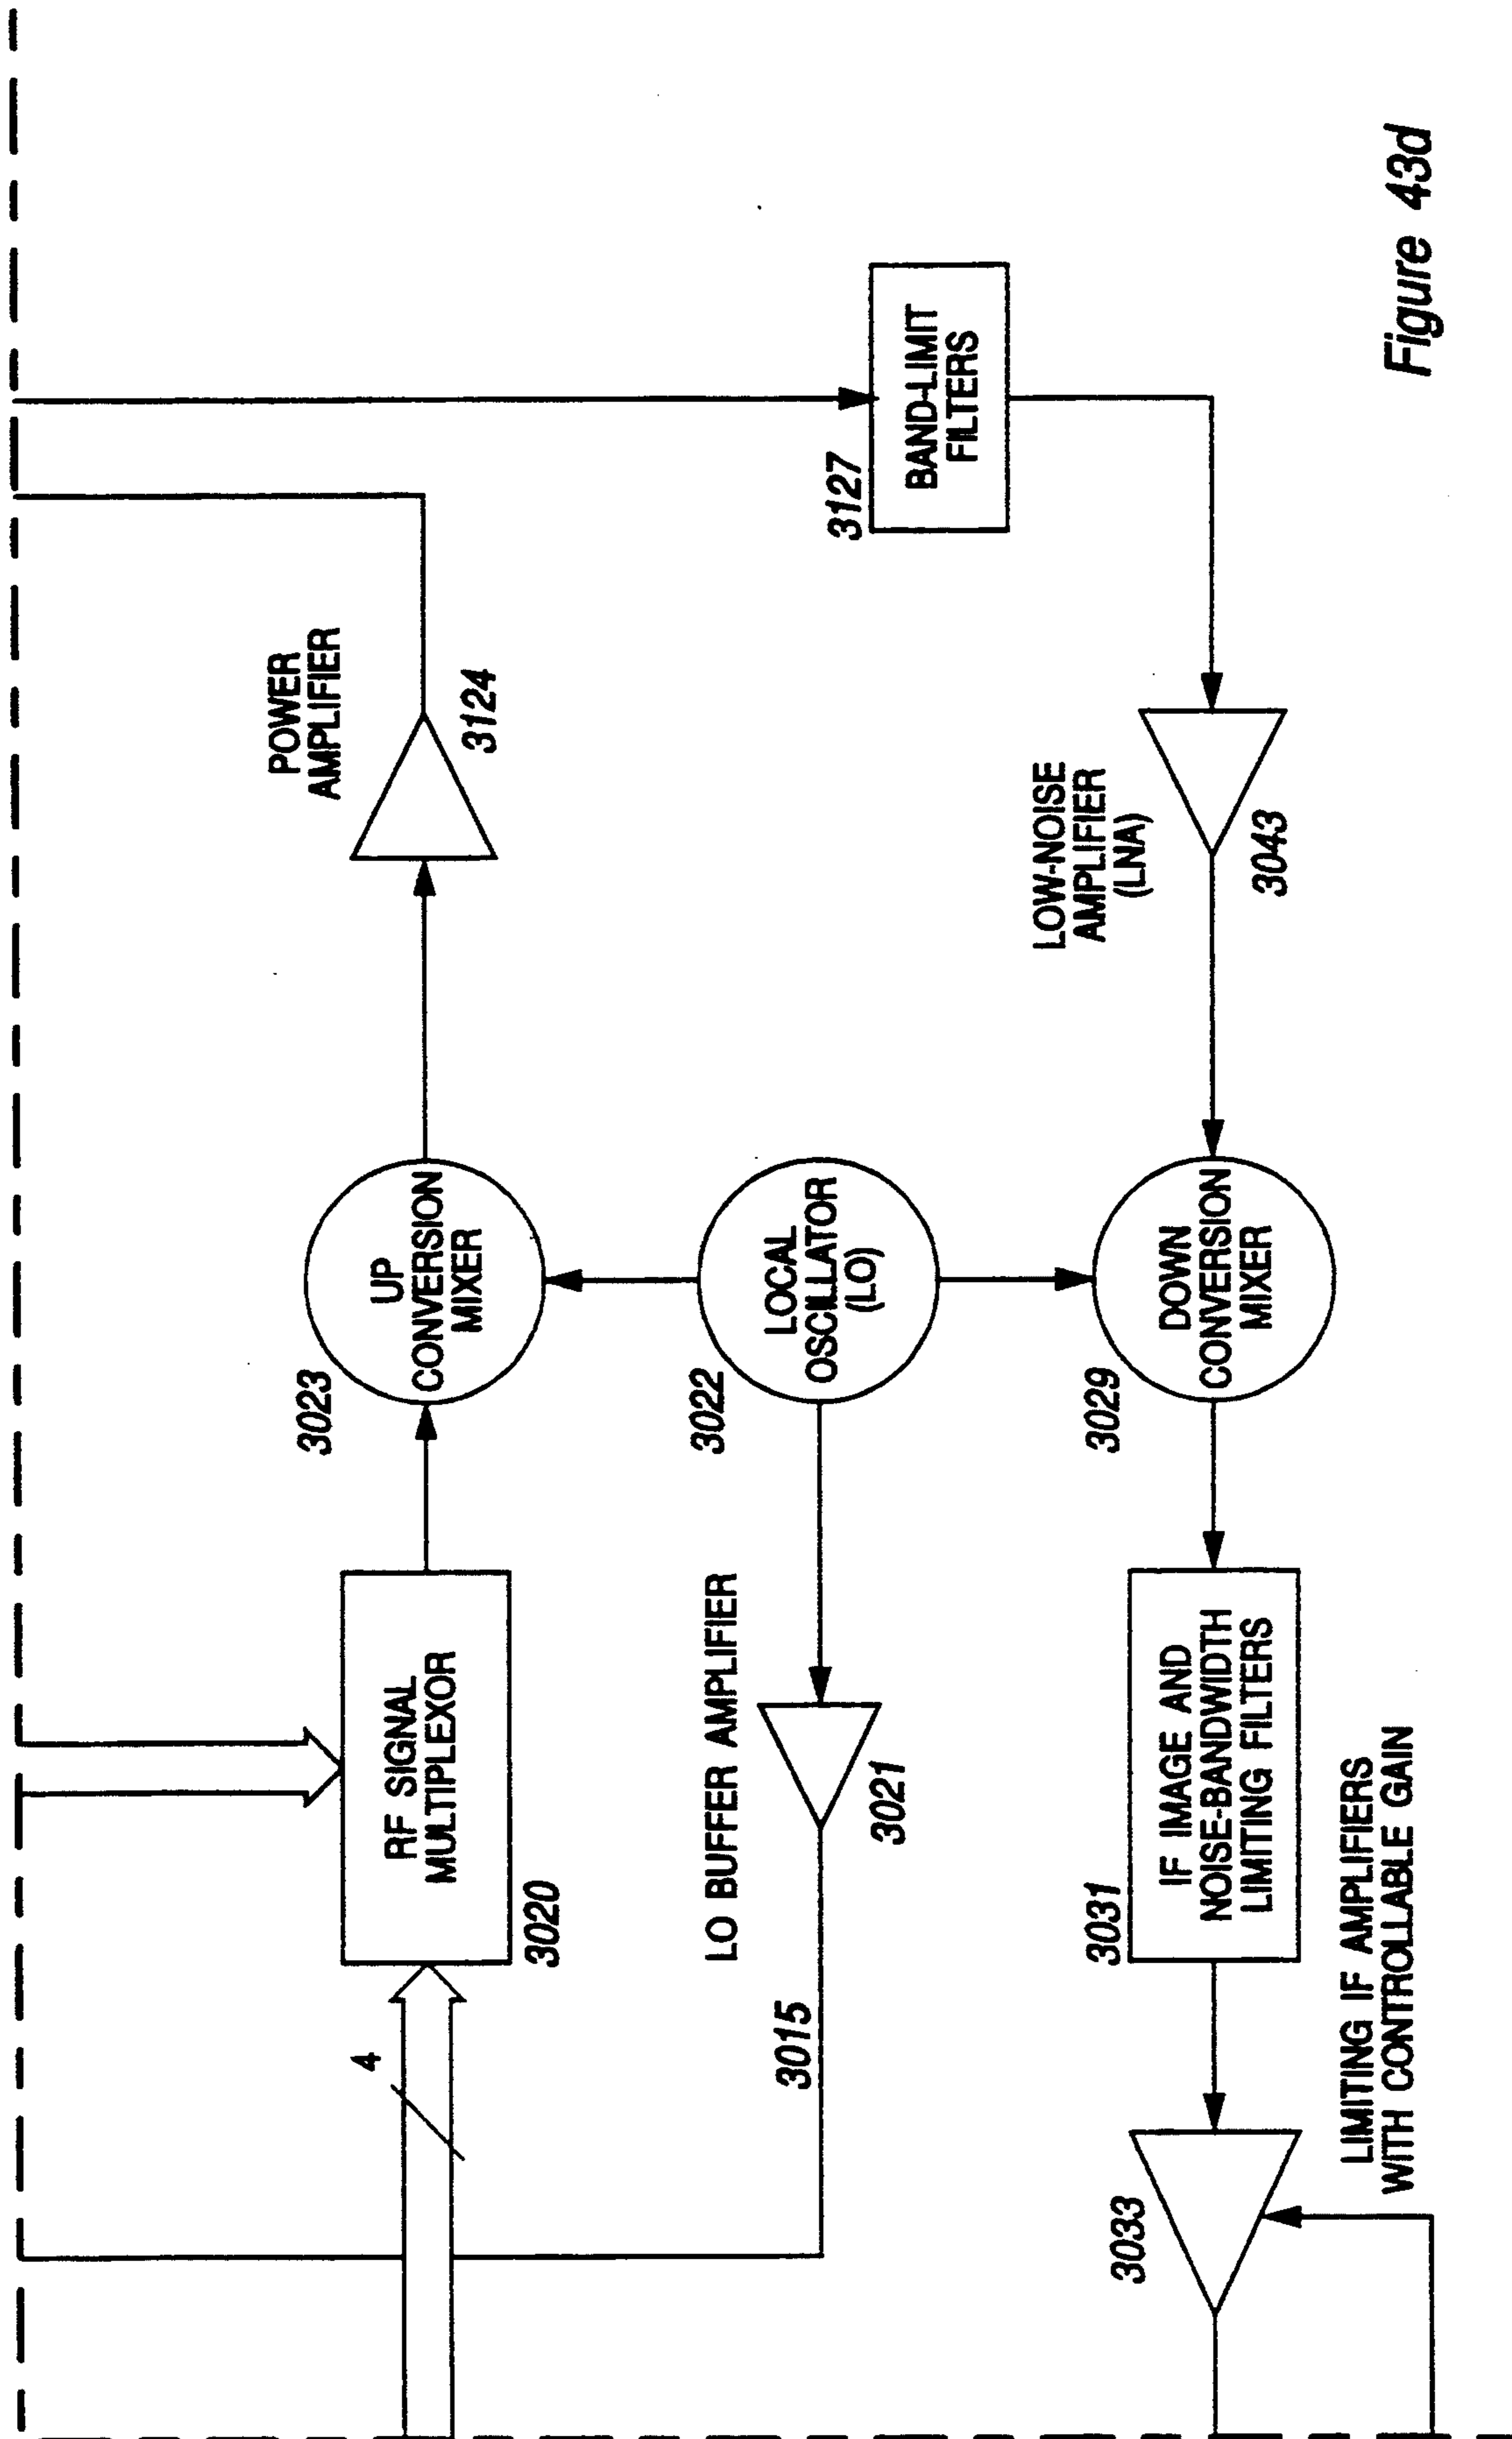 POWER
AMPLIFIER
3124
3023
UP
CONVERSION
MIXER
RF SIGNAL
MULTIPLEXOR
3020
4
3127
BAND-LIMIT
FILTERS
LO BUFFER AMPLIFIER
3022
LOCAL
OSCILLATOR
(LO)
3015
3021
LOW-NOISE
AMPLIFIER
(LNA)
3043
3029
DOWN
CONVERSION
MIXER
3031
IF IMAGE AND
NOISE-BANDWIDTH
LIMITING FILTERS
3033
LIMITING IF AMPLIFIERS
WITH CONTROLLABLE GAIN
Figure 43d